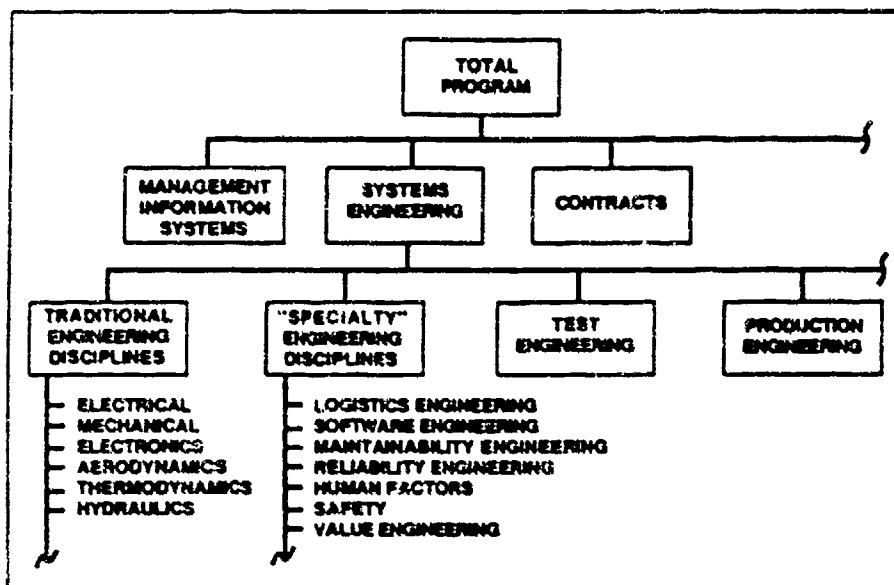 TOTAL
PROGRAM
MANAGEMENT
INFORMATION
SYSTEMS
SYSTEMS
ENGINEERING
CONTRACTS
TRADITIONAL
ENGINEERING
DISCIPLINES
"SPECIALTY"
ENGINEERING
DISCIPLINES
TEST
ENGINEERING
PRODUCTION
ENGINEERING
ELECTRICAL
MECHANICAL
ELECTRONICS
AERODYNAMICS
THERMODYNAMICS
HYDRAULICS
LOGISTICS ENGINEERING
SOFTWARE ENGINEERING
MAINTAINABILITY ENGINEERING
RELIABILITY ENGINEERING
HUMAN FACTORS
SAFETY
VALUE ENGINEERING